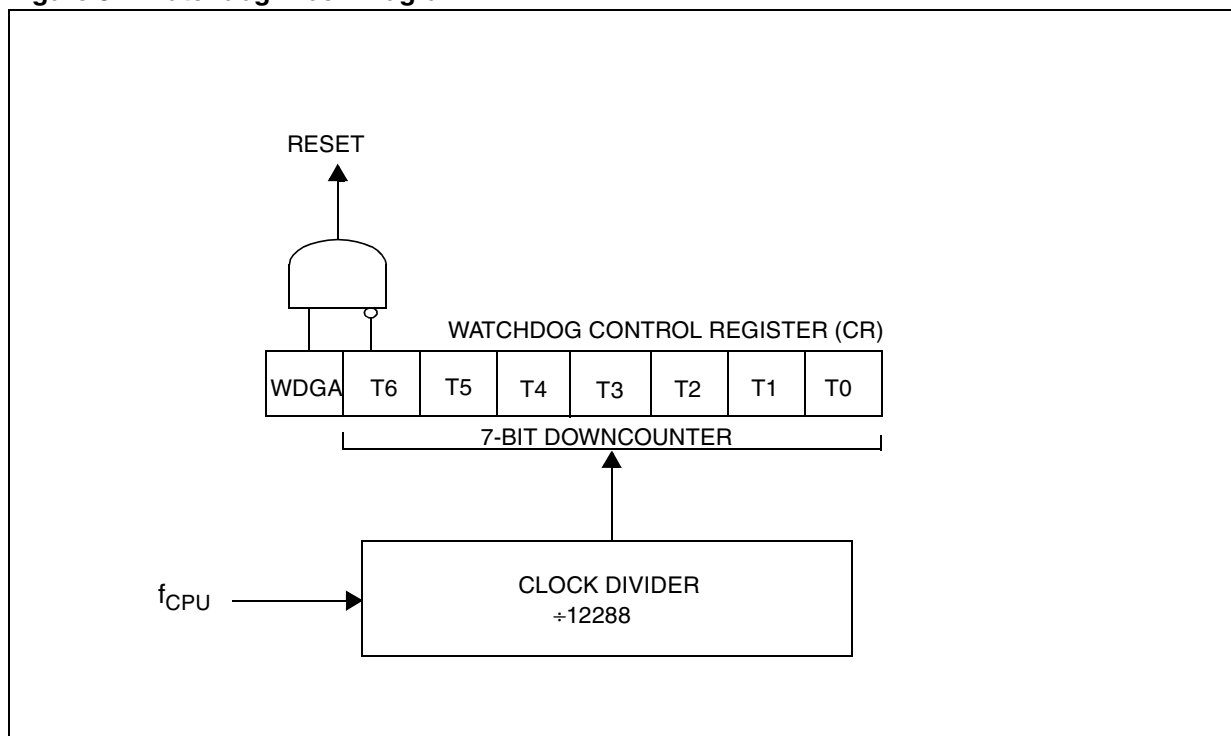 RESET
WATCHDOG CONTROL REGISTER (CR)
WDGA T6 T5 T4 T3 T2 T1 T0
7-BIT DOWNCOUNTER
fCPU
CLOCK DIVIDER
÷12288